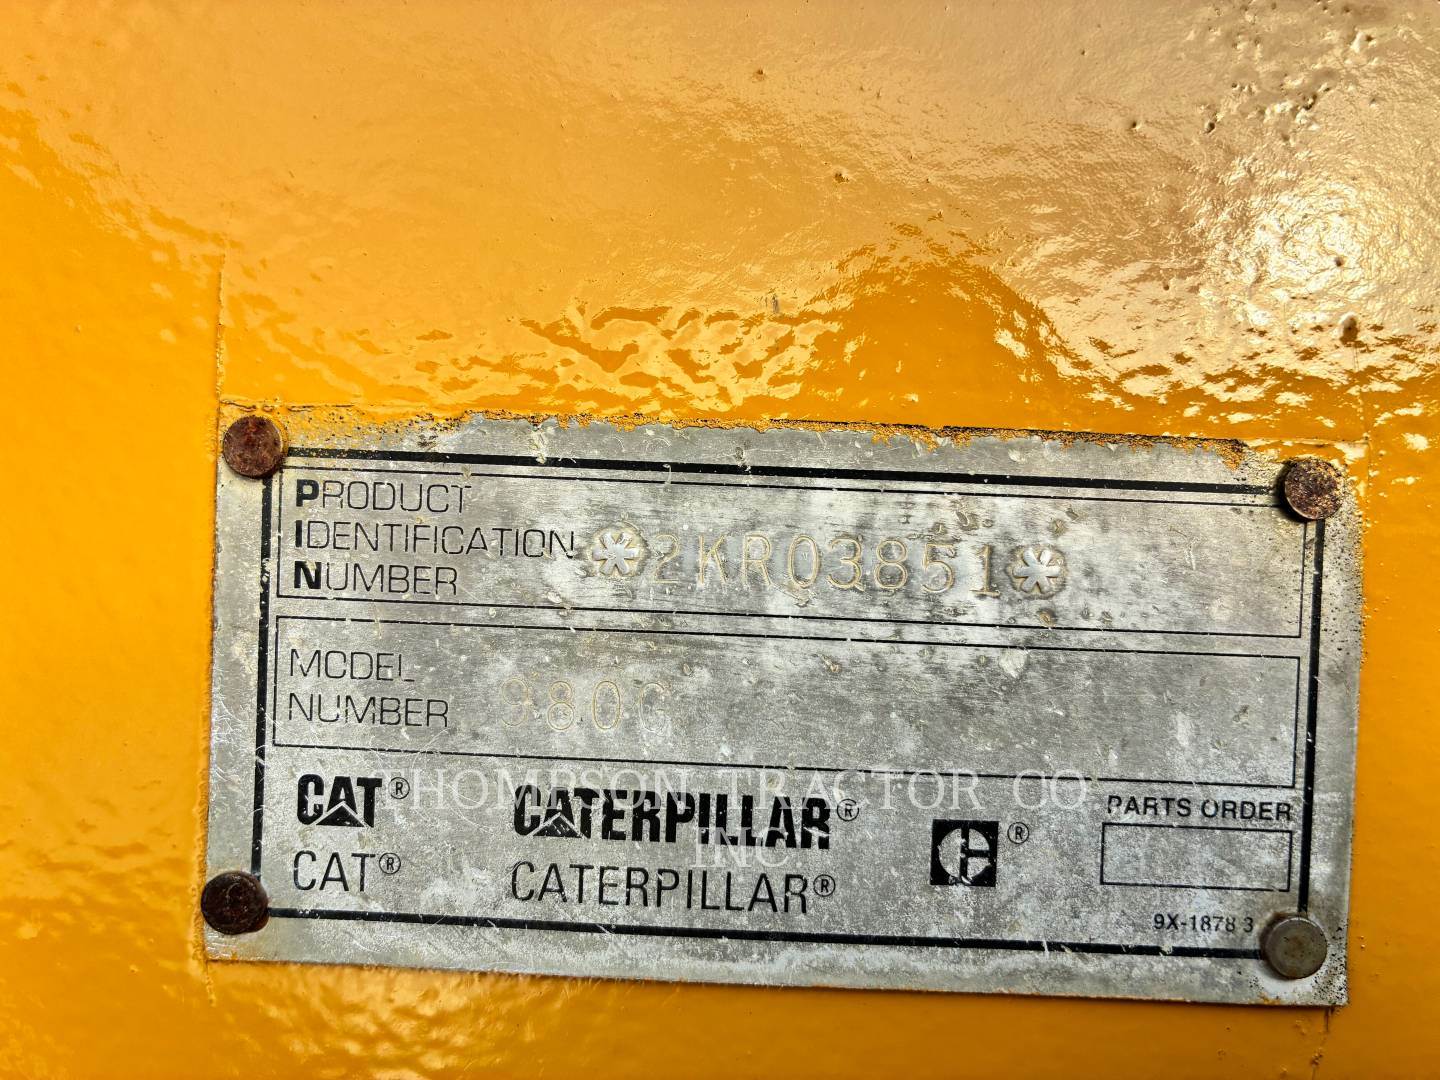 PRODUCT
IDENTIFICATION
NUMBER
*2KR03851*
MODEL
NUMBER
980G
THOMPSON TRACTOR CO
INC
CAT® CATERPILLAR®
CAT® CATERPILLAR®
®
PARTS ORDER
9X-1878 3